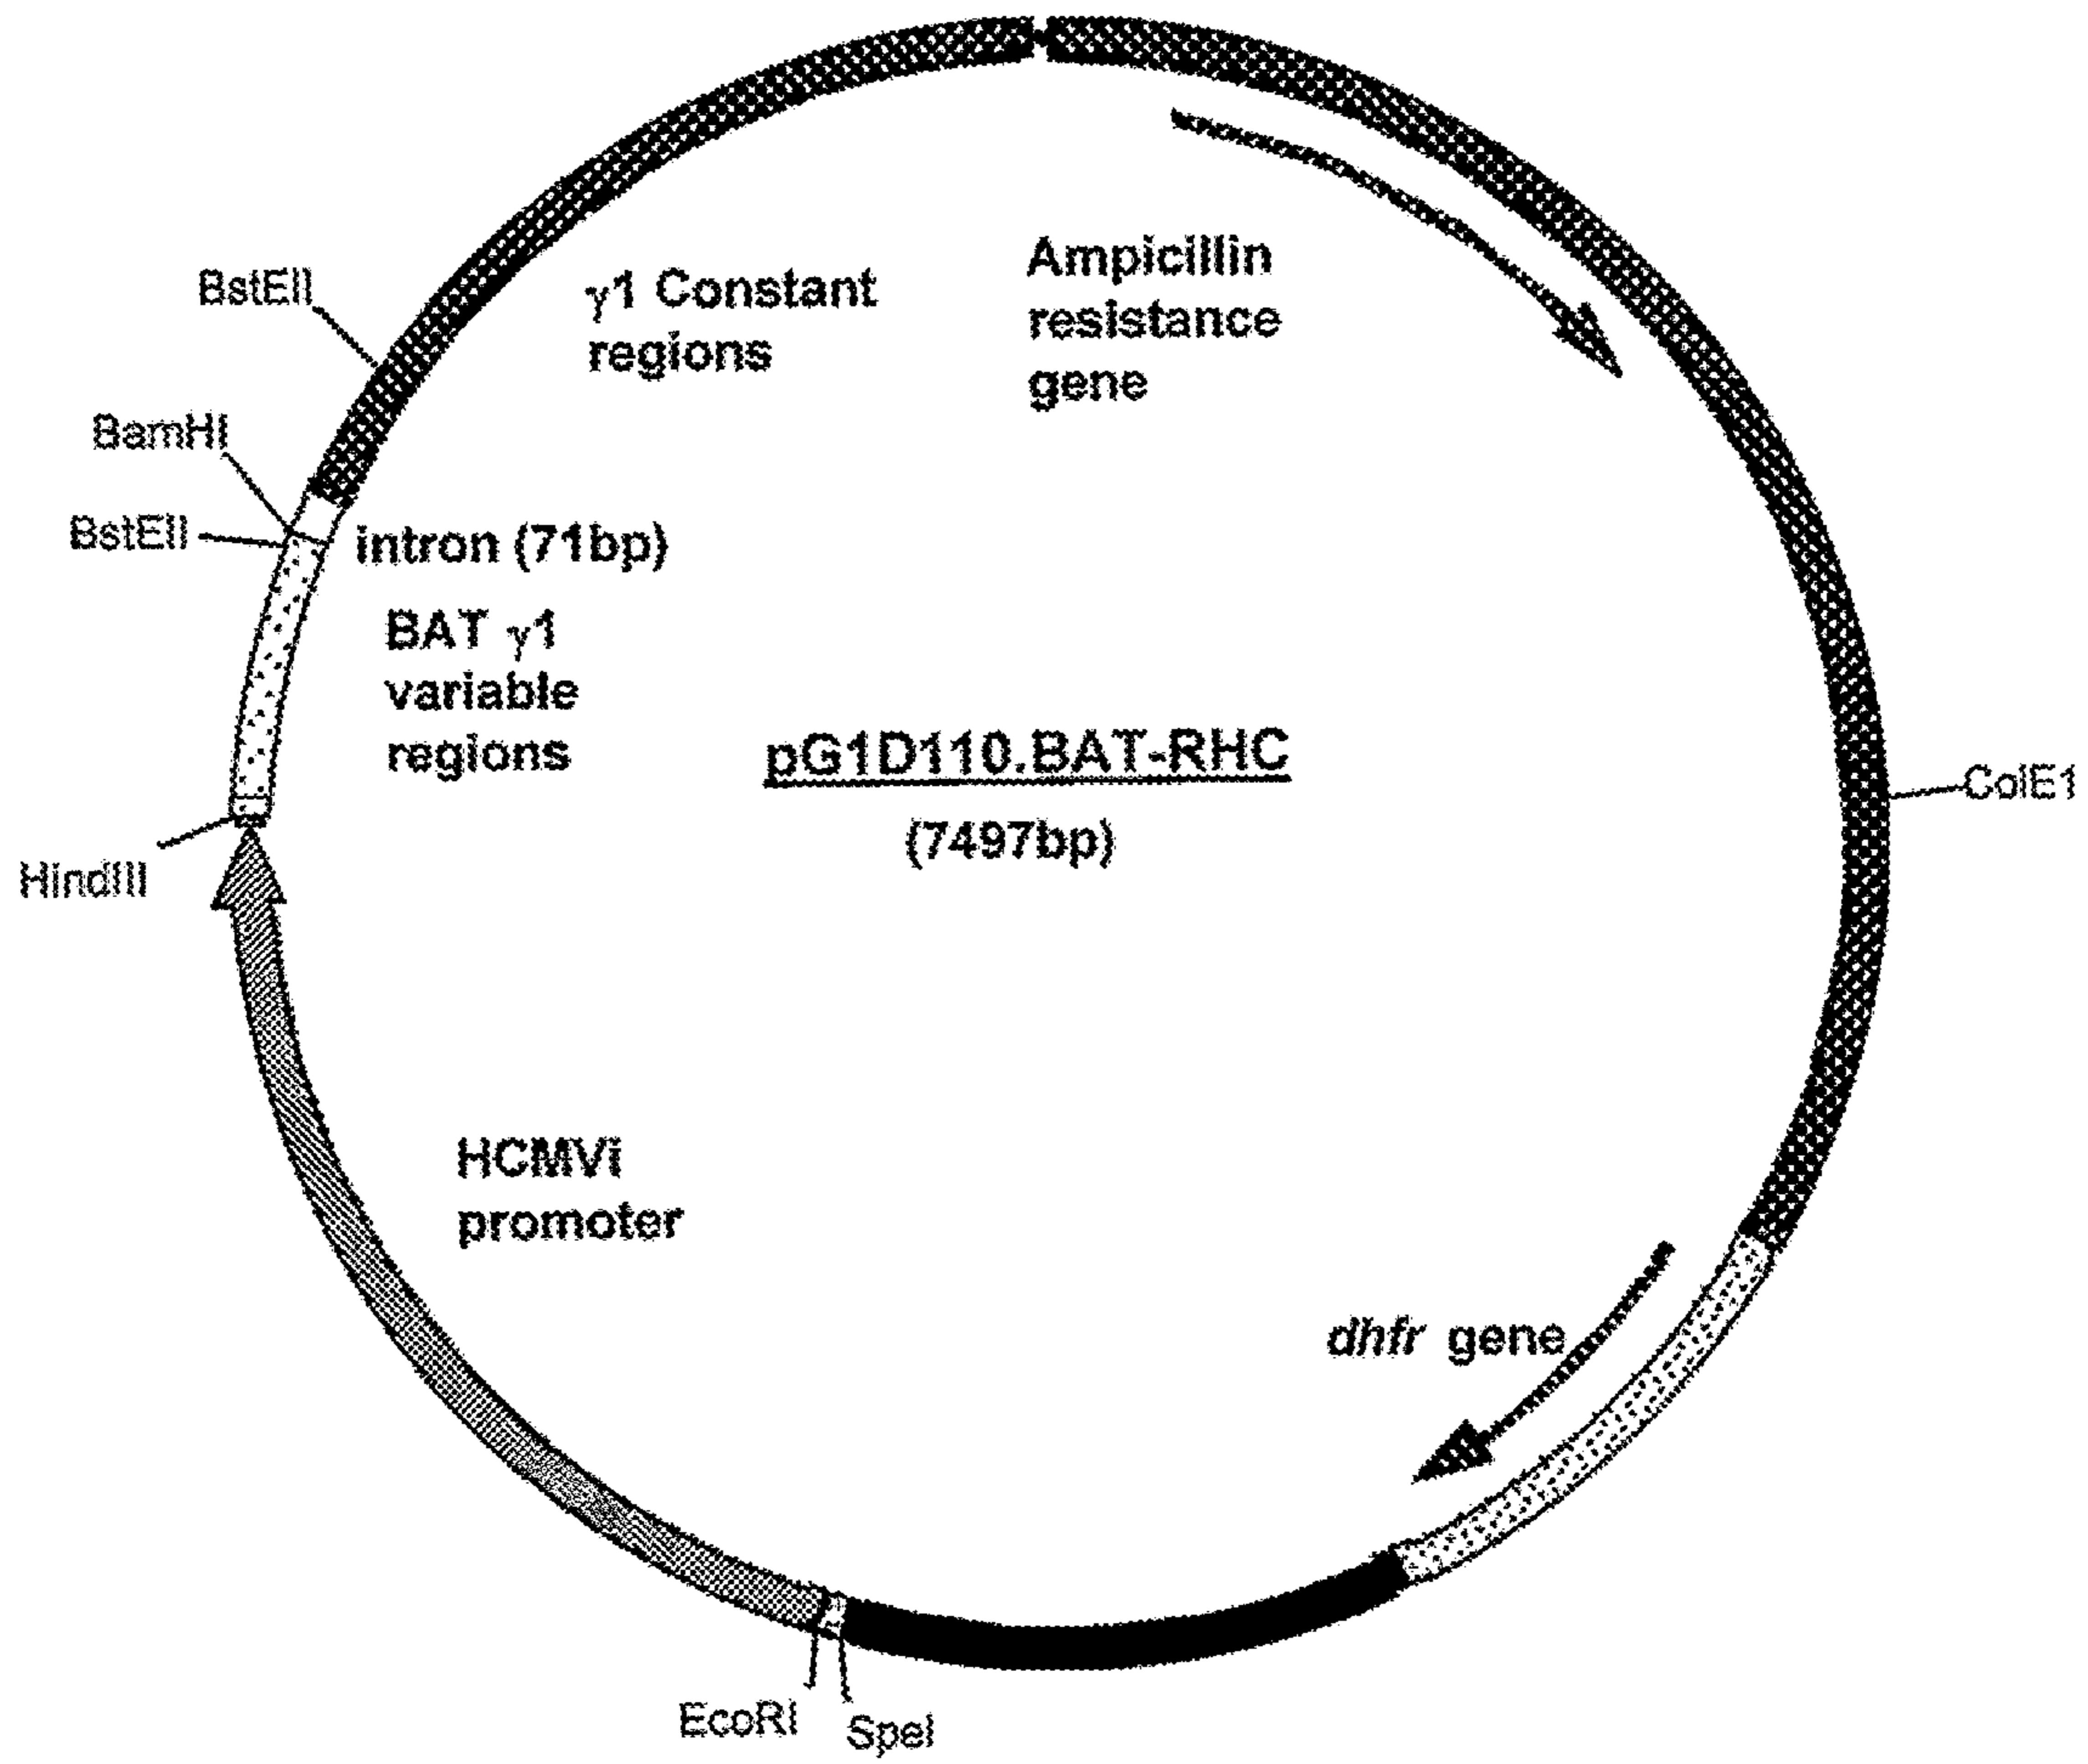 BstEII
γ1 Constant
regions
Ampicillin
resistance
gene
BamHI
BstEII
intron (71bp)
BAT γ1
variable
regions
pG1D110.BAT-RHC
(7497bp)
ColE1
HindIII
HCMVi
promoter
dhfr gene
EcoRI
SpeI